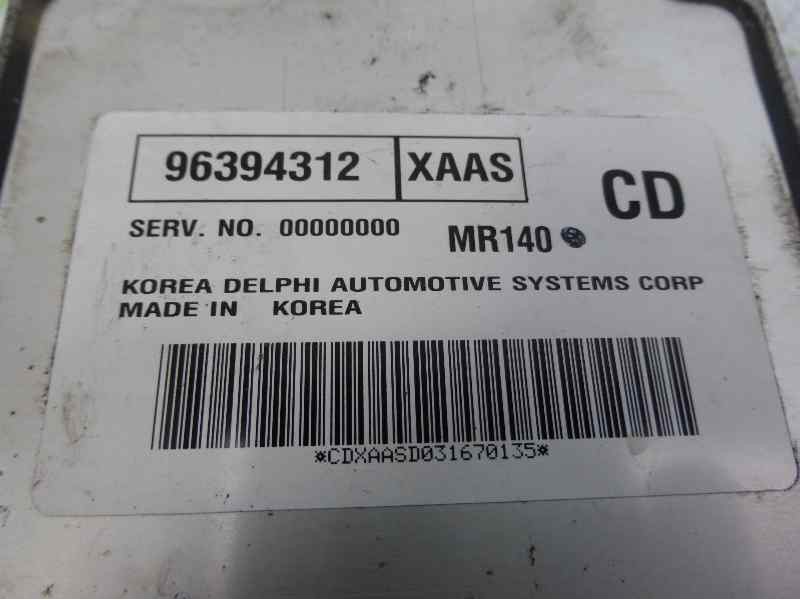 96394312 XAAS CD
SERV. NO. 00000000 MR140
KOREA DELPHI AUTOMOTIVE SYSTEMS CORP
MADE IN KOREA
*CDXAASD031670135*